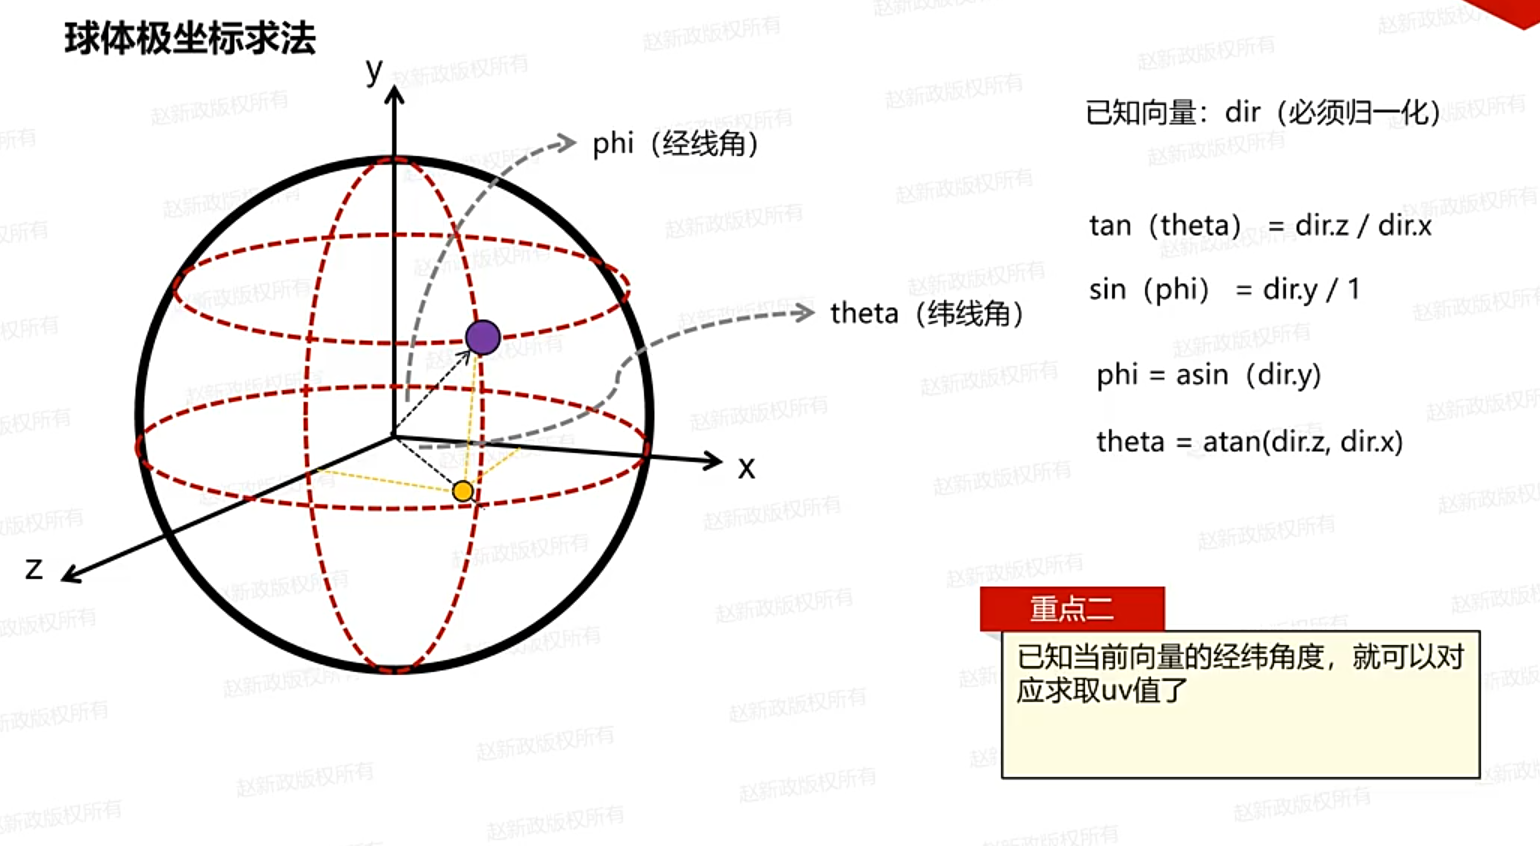 球体极坐标求法
y
phi（经线角）
已知向量：dir（必须归一化）
tan（theta） = dir.z / dir.x
sin（phi） = dir.y / 1
theta（纬线角）
phi = asin（dir.y)
theta = atan(dir.z, dir.x)
x
z
重点二
已知当前向量的经纬角度，就可以对
应求取uv值了
赵新政版权所有